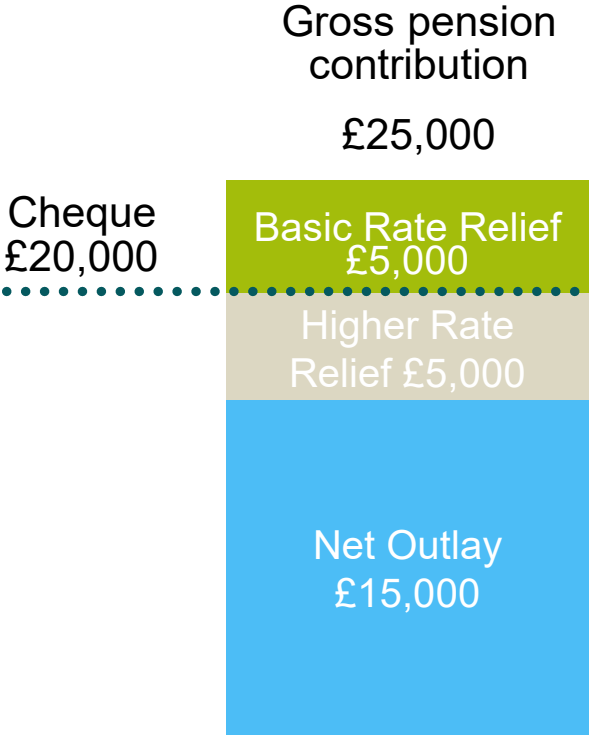 Gross pension
contribution
£25,000
Cheque
£20,000
Basic Rate Relief
£5,000
Higher Rate
Relief £5,000
Net Outlay
£15,000